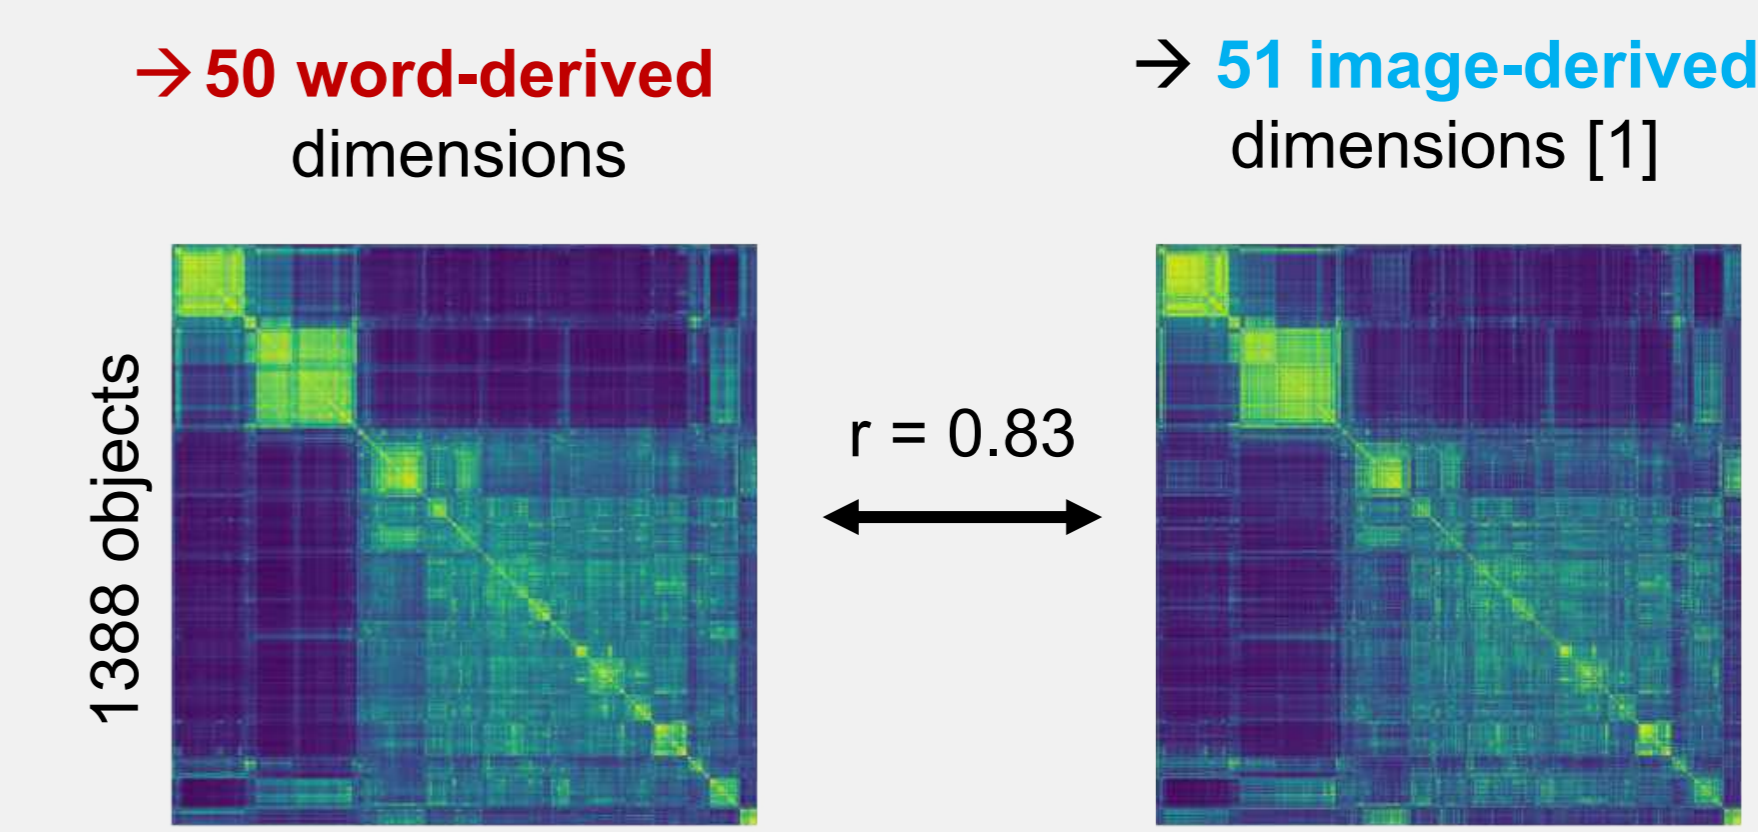 → 50 word-derived
dimensions
→ 51 image-derived
dimensions [1]
1388 objects
r = 0.83